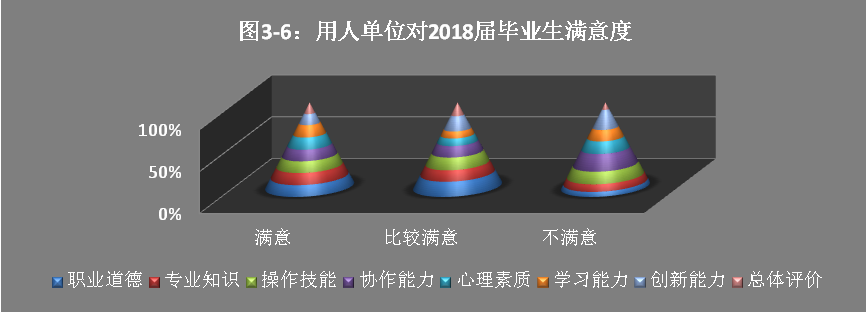 图3-6：用人单位对2018届毕业生满意度
100%
50%
0%
满意 比较满意 不满意
职业道德 专业知识 操作技能 协作能力 心理素质 学习能力 创新能力 总体评价